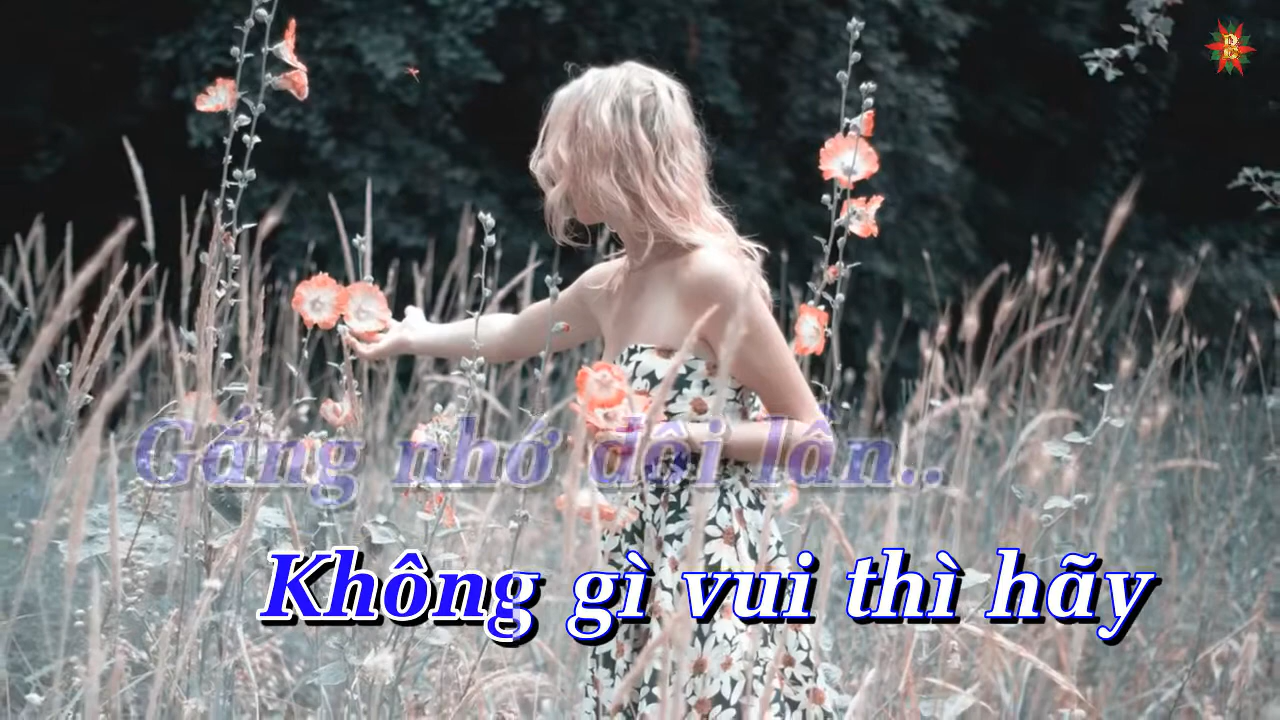 Gắng nhớ đôi lần..
Không gì vui thì hãy